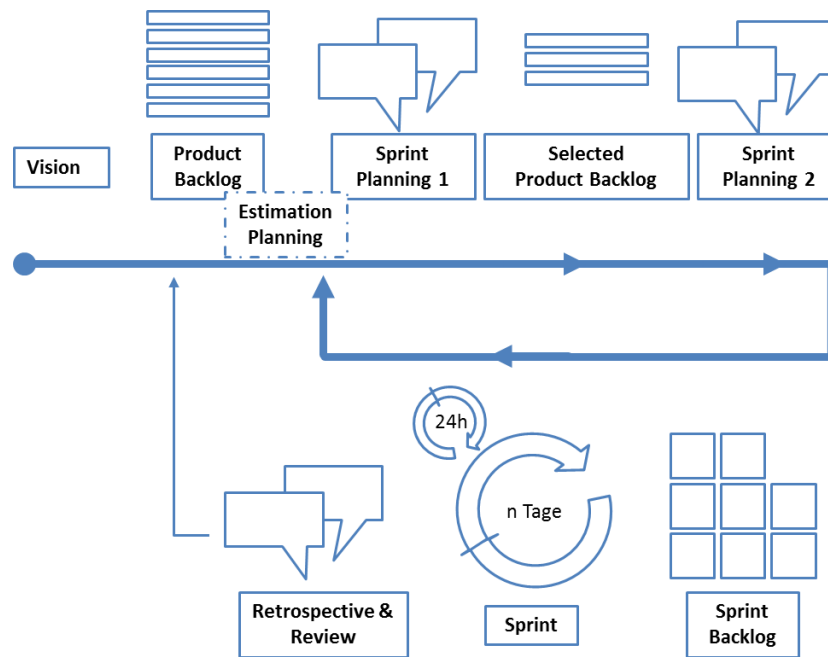 Vision
Product
Backlog
Estimation
Planning
Sprint
Planning 1
Selected
Product Backlog
Sprint
Planning 2
24h
n Tage
Retrospective &
Review
Sprint
Sprint
Backlog